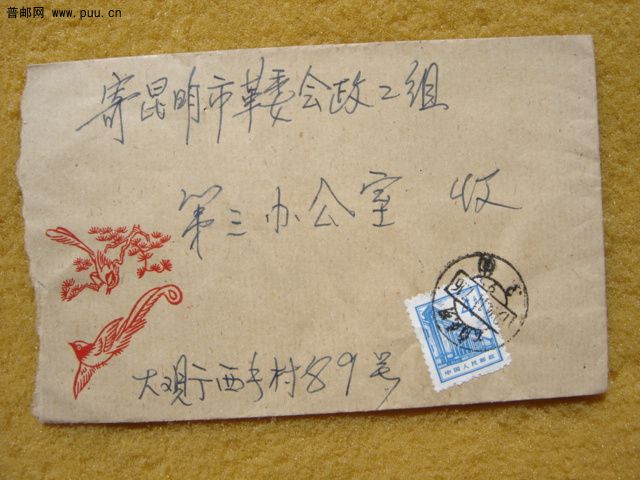 普邮网 www.puu.cn
寄昆明市革委会政工组
第三办公室 收
中国人民邮政
大观宁西乡村89号